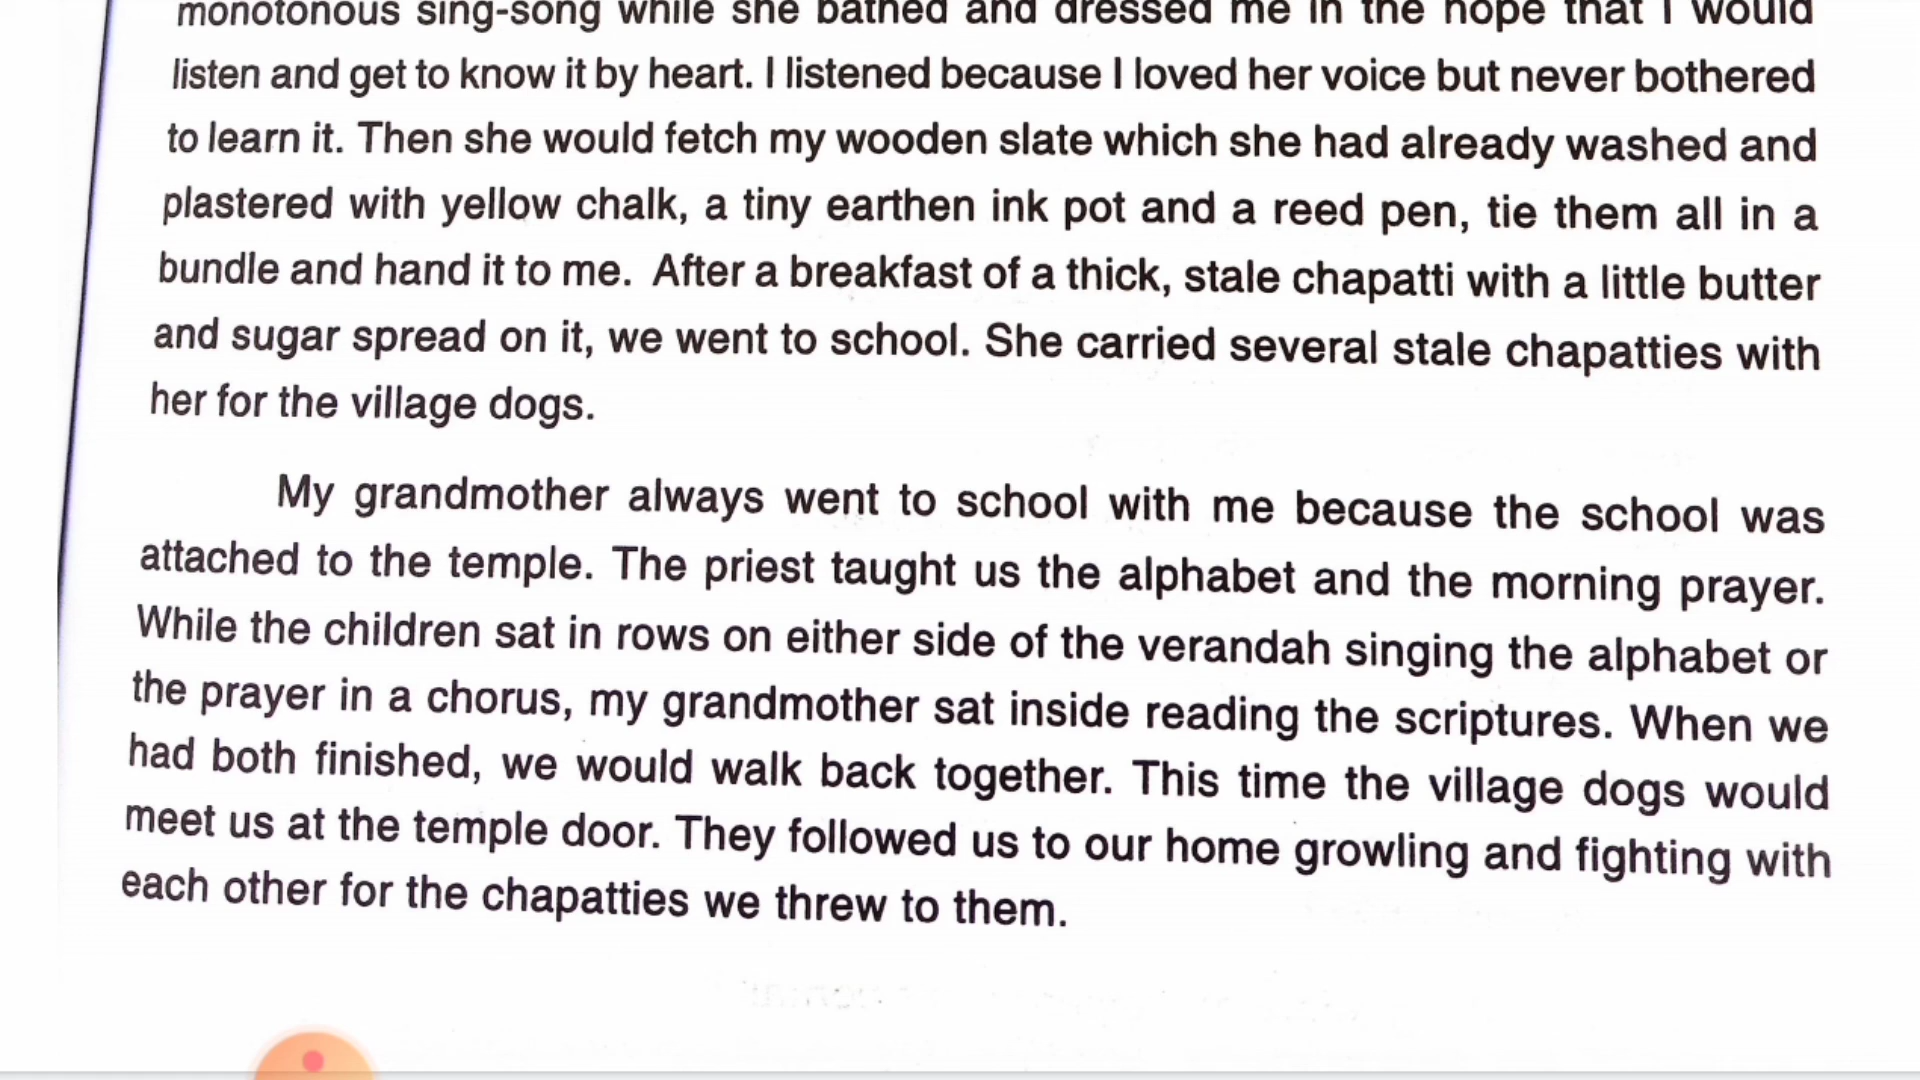 monotonous sing-song while she bathed and dressed me in the hope that I would
listen and get to know it by heart. I listened because I loved her voice but never bothered
to learn it. Then she would fetch my wooden slate which she had already washed and
plastered with yellow chalk, a tiny earthen ink pot and a reed pen, tie them all in a
bundle and hand it to me. After a breakfast of a thick, stale chapatti with a little butter
and sugar spread on it, we went to school. She carried several stale chapatties with
her for the village dogs.
My grandmother always went to school with me because the school was
attached to the temple. The priest taught us the alphabet and the morning prayer.
While the children sat in rows on either side of the verandah singing the alphabet or
the prayer in a chorus, my grandmother sat inside reading the scriptures. When we
had both finished, we would walk back together. This time the village dogs would
meet us at the temple door. They followed us to our home growling and fighting with
each other for the chapatties we threw to them.